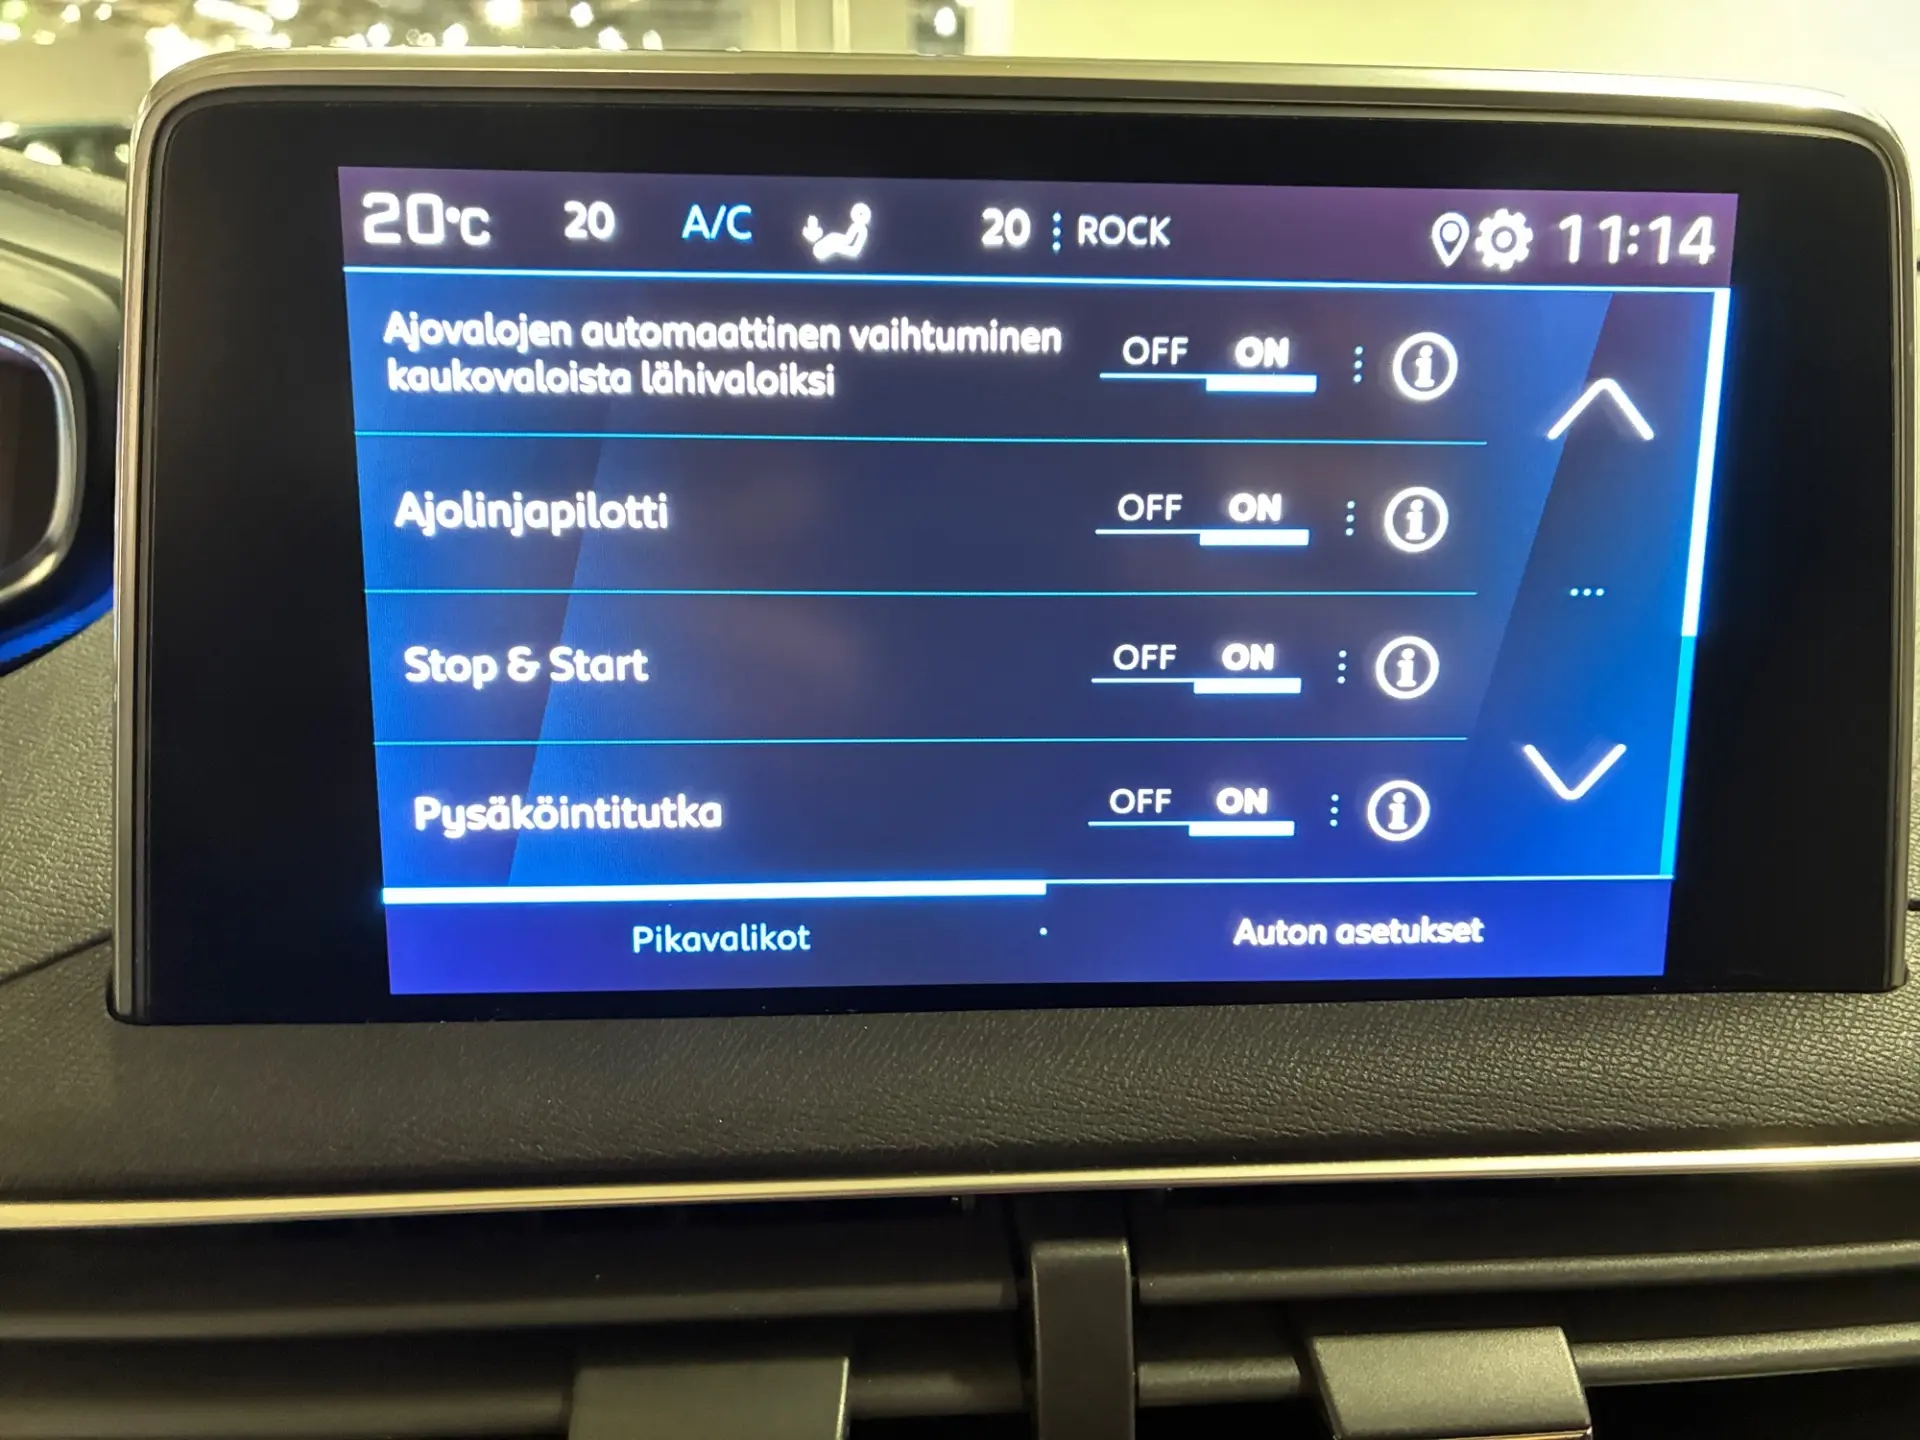 20°C 20 A/C 20 ROCK 11:14
Ajovalojen automaattinen vaihtuminen
kaukovaloista lähivaloiksi
OFF ON
Ajolinjapilotti OFF ON
Stop & Start OFF ON
Pysäköintitutka OFF ON
Pikavalikot Auton asetukset